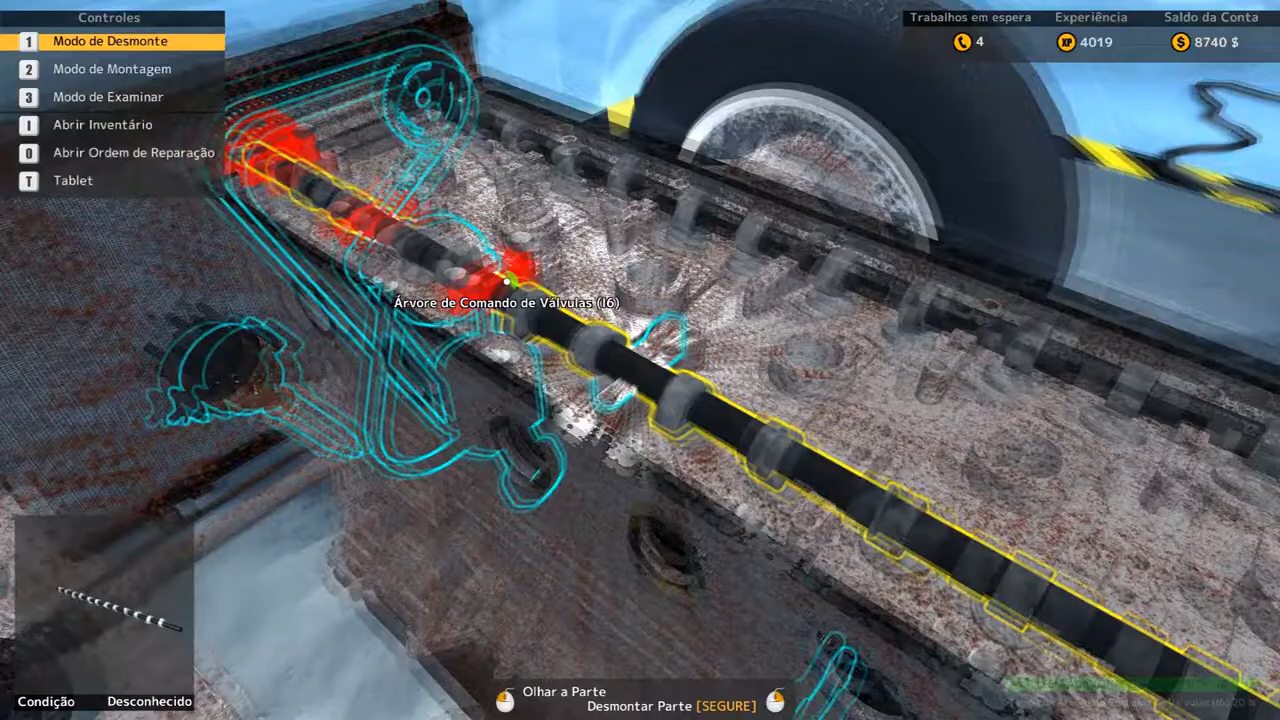 Controles
1 Modo de Desmonte
2 Modo de Montagem
3 Modo de Examinar
I Abrir Inventário
O Abrir Ordem de Reparação
T Tablet
Trabalhos em espera
4
Experiência
XP 4019
Saldo da Conta
$ 8740 $
Árvore de Comando de Válvulas (I6)
Condição Desconhecido
Olhar a Parte
Desmontar Parte [SEGURE]